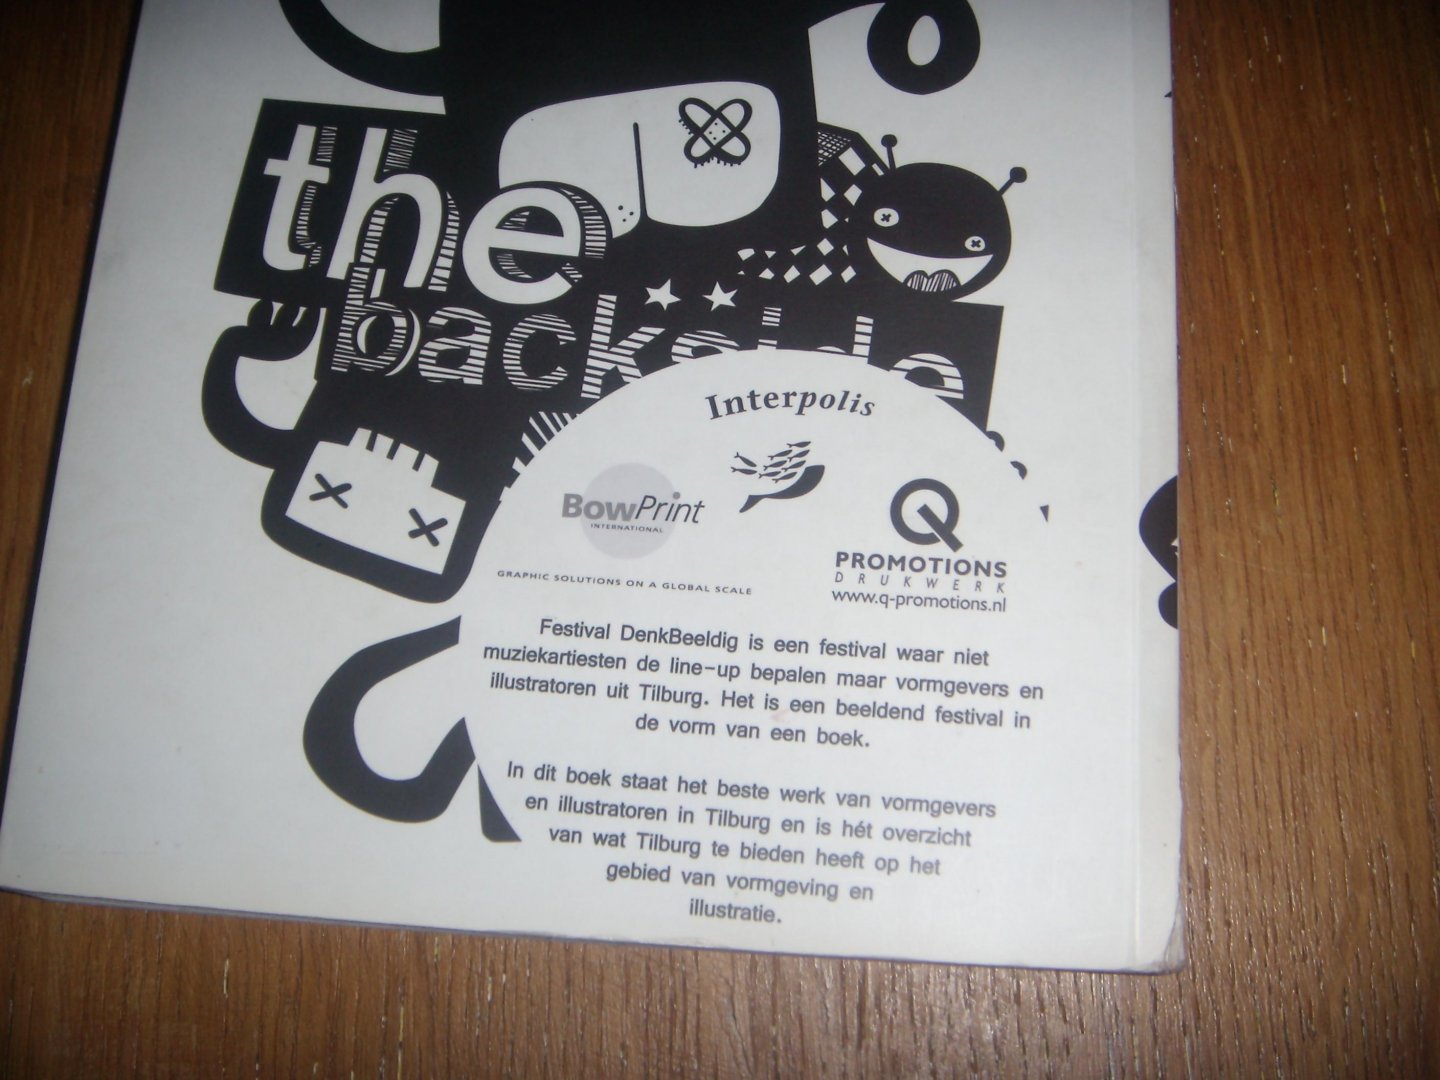 the
backside
Interpolis
BowPrint
INTERNATIONAL
GRAPHIC SOLUTIONS ON A GLOBAL SCALE
Q
PROMOTIONS
DRUKWERK
www.q-promotions.nl
Festival DenkBeeldig is een festival waar niet
muziekartiesten de line-up bepalen maar vormgevers en
illustratoren uit Tilburg. Het is een beeldend festival in
de vorm van een boek.
In dit boek staat het beste werk van vormgevers
en illustratoren in Tilburg en is hét overzicht
van wat Tilburg te bieden heeft op het
gebied van vormgeving en
illustratie.